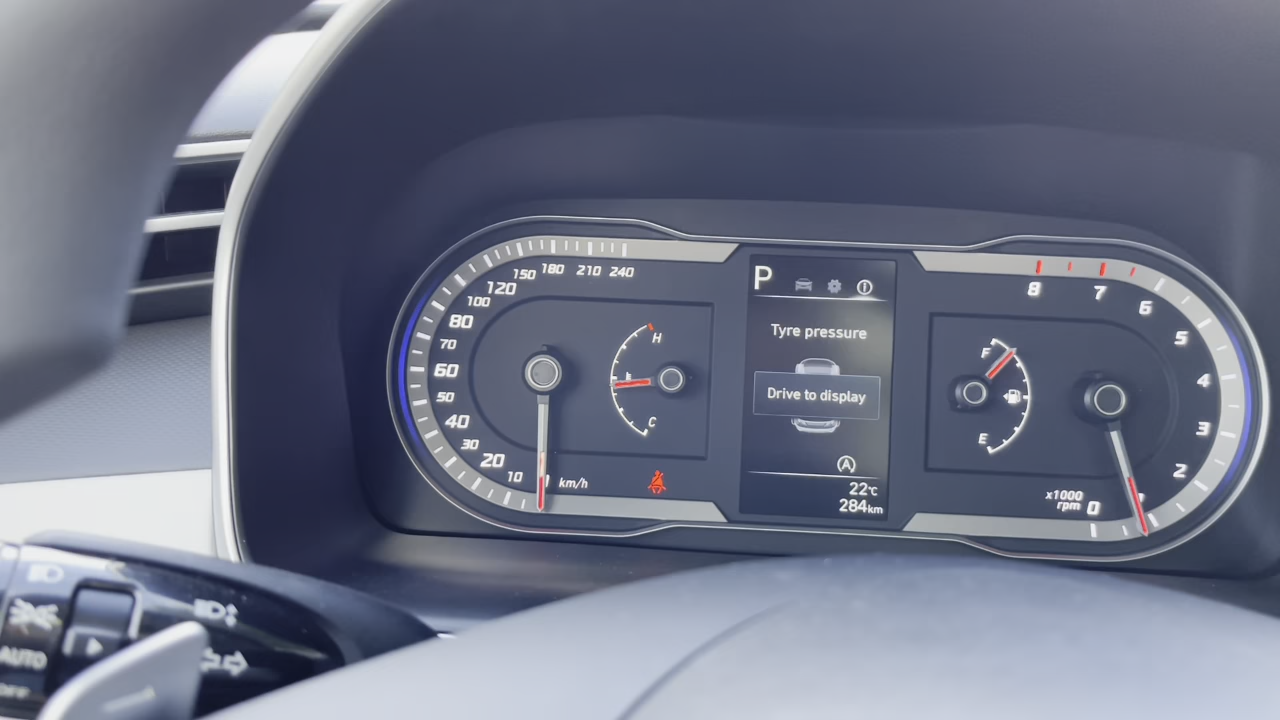 P
Tyre pressure
Drive to display
A
22°C
284km
240
210
180
150
120
100
80
70
60
50
40
30
20
10
km/h
H
C
F
E
8
7
6
5
4
3
2
0
x1000
rpm
AUTO
OFF